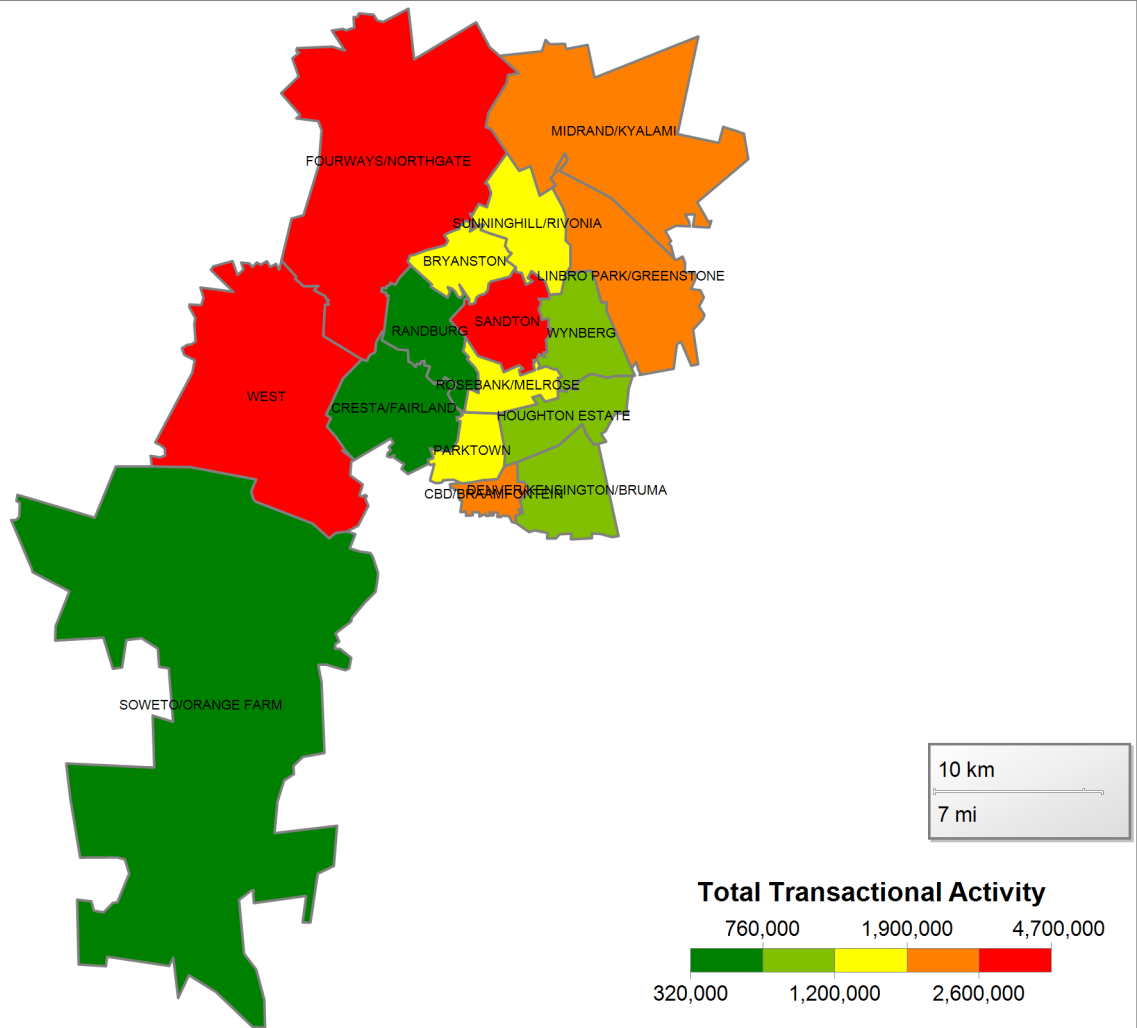 MIDRAND/KYALAMI
FOURWAYS/NORTHGATE
SUNNINGHILL/RIVONIA
BRYANSTON
LINBRO PARK/GREENSTONE
SANDTON
RANDBURG
WYNBERG
ROSEBANK/MELROSE
WEST
CRESTA/FAIRLAND
HOUGHTON ESTATE
PARKTOWN
DENVER/KENSINGTON/BRUMA
CBD/BRAAMFONTEIN
SOWETO/ORANGE FARM
10 km
7 mi
Total Transactional Activity
760,000 1,900,000 4,700,000
320,000 1,200,000 2,600,000